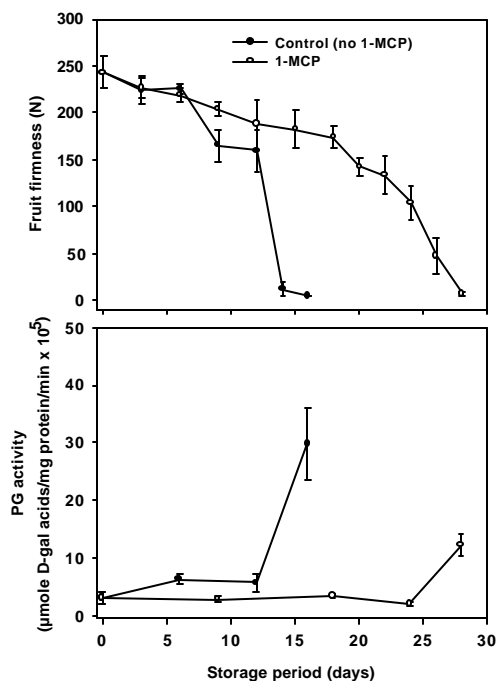 300
250
200
150
100
50
0
Fruit firmness (N)
Control (no 1-MCP)
1-MCP
50
40
30
20
10
0
PG activity
(µmole D-gal acids/mg protein/min x 10⁵)
0 5 10 15 20 25 30
Storage period (days)